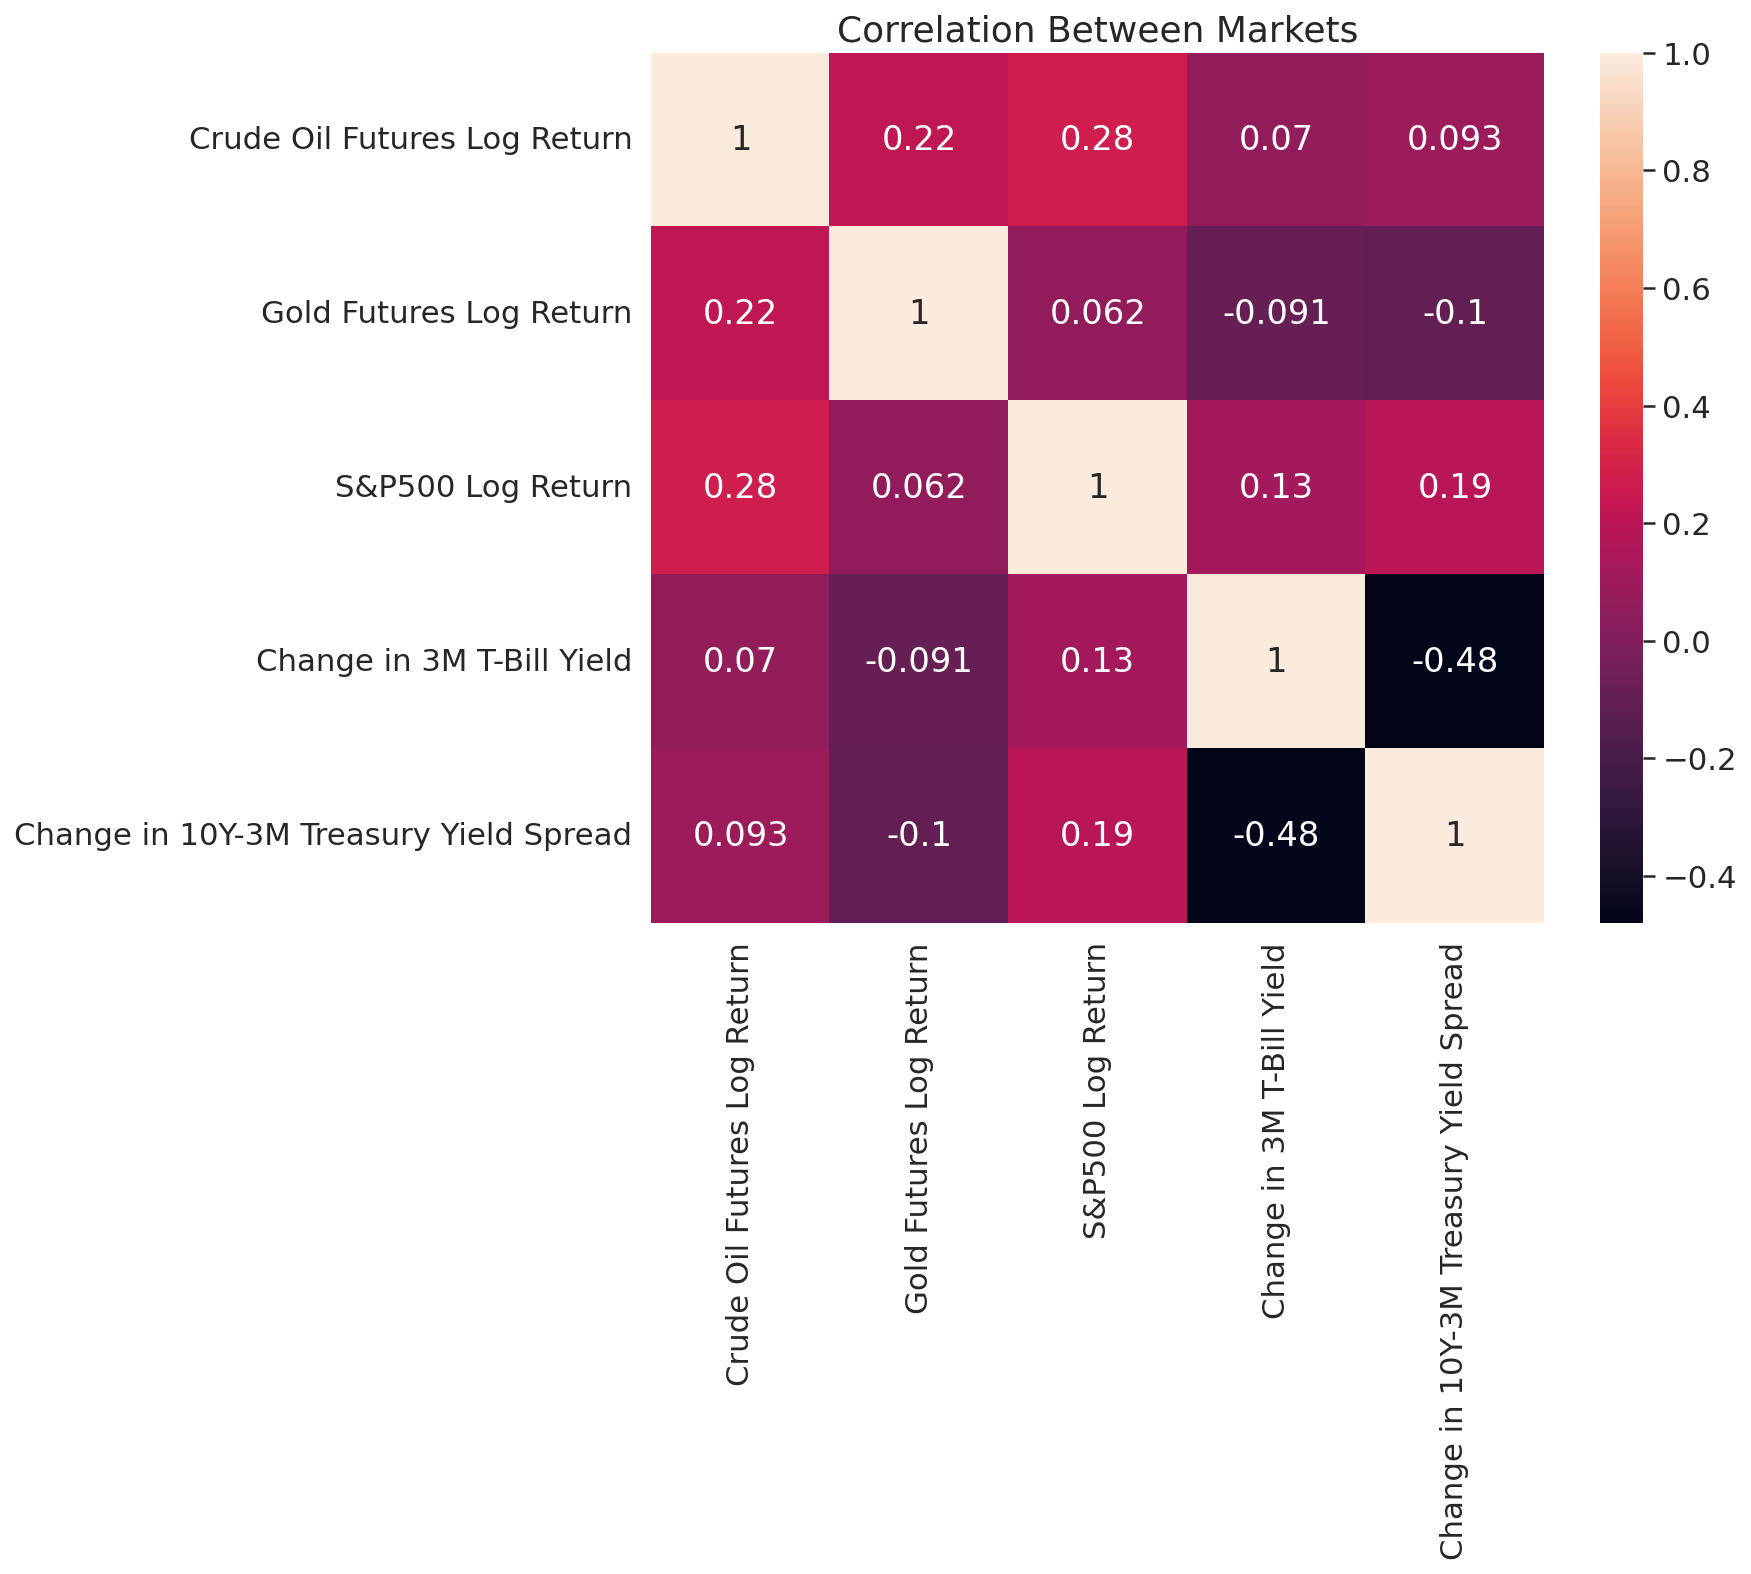 Correlation Between Markets
Crude Oil Futures Log Return
1 0.22 0.28 0.07 0.093
Gold Futures Log Return
0.22 1 0.062 -0.091 -0.1
S&P500 Log Return
0.28 0.062 1 0.13 0.19
Change in 3M T-Bill Yield
0.07 -0.091 0.13 1 -0.48
Change in 10Y-3M Treasury Yield Spread
0.093 -0.1 0.19 -0.48 1
Crude Oil Futures Log Return
Gold Futures Log Return
S&P500 Log Return
Change in 3M T-Bill Yield
Change in 10Y-3M Treasury Yield Spread
1.0
0.8
0.6
0.4
0.2
0.0
−0.2
−0.4